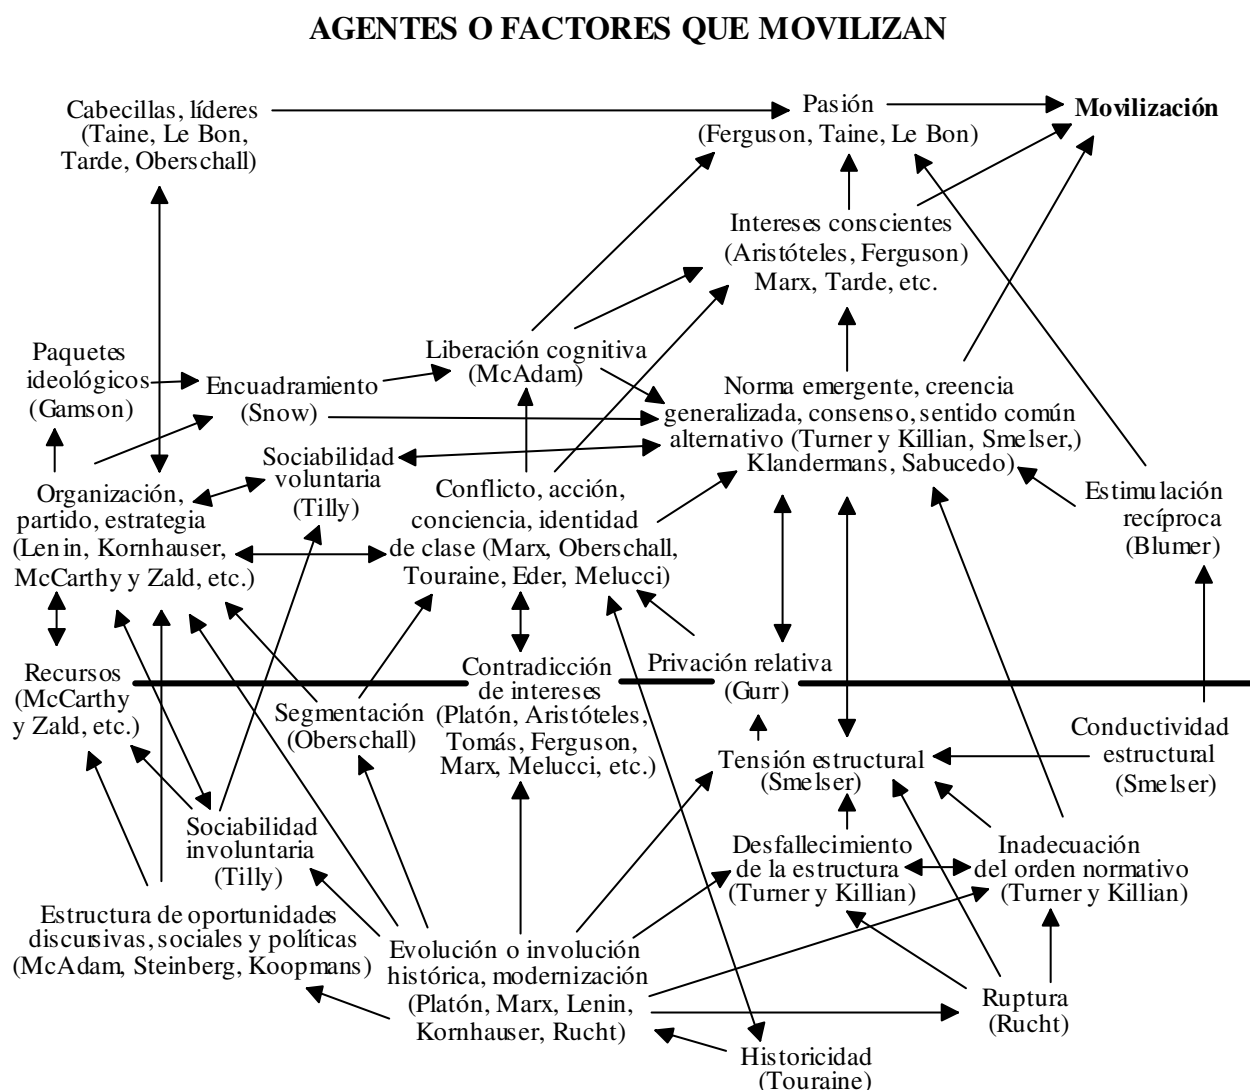 AGENTES O FACTORES QUE MOVILIZAN
Cabecillas, líderes
(Taine, Le Bon,
Tarde, Oberschall)
Pasión
(Ferguson, Taine, Le Bon)
Movilización
Intereses conscientes
(Aristóteles, Ferguson)
Marx, Tarde, etc.
Paquetes
ideológicos
(Gamson)
Encuadramiento
(Snow)
Liberación cognitiva
(McAdam)
Norma emergente, creencia
generalizada, consenso, sentido común
alternativo (Turner y Killian, Smelser,)
Klandermans, Sabucedo)
Sociabilidad
voluntaria
(Tilly)
Organización,
partido, estrategia
(Lenin, Kornhauser,
McCarthy y Zald, etc.)
Conflicto, acción,
conciencia, identidad
de clase (Marx, Oberschall,
Touraine, Eder, Melucci)
Estimulación
recíproca
(Blumer)
Recursos
(McCarthy
y Zald, etc.)
Segmentación
(Oberschall)
Contradicción
de intereses
(Platón, Aristóteles,
Tomás, Ferguson,
Marx, Melucci, etc.)
Privación relativa
(Gurr)
Tensión estructural
(Smelser)
Conductividad
estructural
(Smelser)
Sociabilidad
involuntaria
(Tilly)
Desfallecimiento
de la estructura
(Turner y Killian)
Inadecuación
del orden normativo
(Turner y Killian)
Estructura de oportunidades
discursivas, sociales y políticas
(McAdam, Steinberg, Koopmans)
Evolución o involución
histórica, modernización
(Platón, Marx, Lenin,
Kornhauser, Rucht)
Ruptura
(Rucht)
Historicidad
(Touraine)